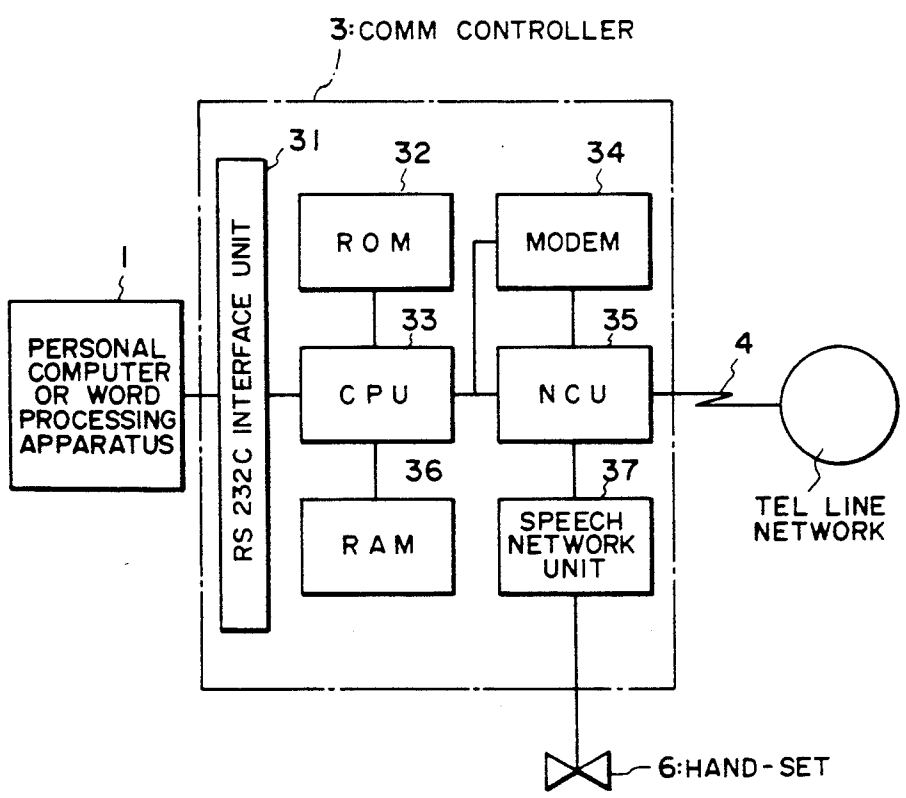 3:COMM CONTROLLER
31
32
34
ROM
MODEM
1
33
35
PERSONAL
COMPUTER
OR WORD
PROCESSING
APPARATUS
RS 232C INTERFACE UNIT
CPU
NCU
4
36
37
RAM
SPEECH
NETWORK
UNIT
TEL LINE
NETWORK
6:HAND-SET